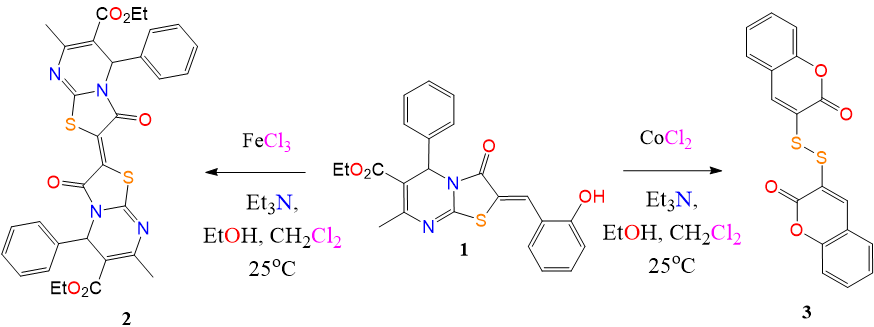 CO₂Et
N
N
O
S
O
S
N
N
EtO₂C
2
FeCl₃
Et₃N,
EtOH, CH₂Cl₂
25°C
EtO₂C
N
O
N
S
OH
1
CoCl₂
Et₃N,
EtOH, CH₂Cl₂
25°C
O
O
S
S
O
O
3